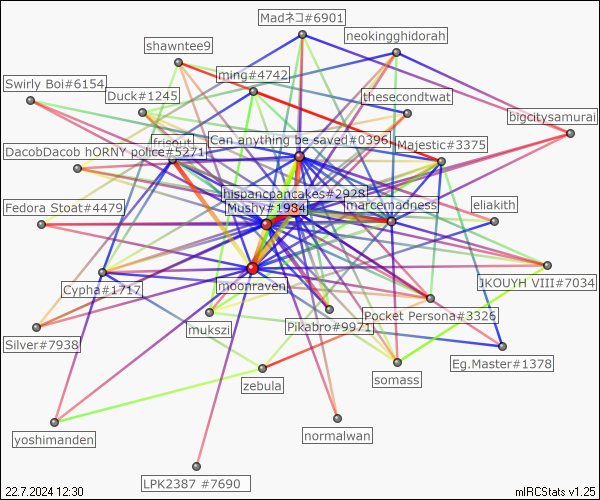 Madネコ#6901
neokingghidorah
shawntee9
ming#4742
Swirly Boi#6154
Duck#1245
thesecondtwat
bigcitysamurai
frisout
Can anything be saved#0396
Majestic#3375
DacobDacob hORNY police#5271
hispancpancakes#2928
Mushy#1984
marcemadness
eliakith
Fedora Stoat#4479
Cypha#1717
moonraven
JKOUYH VIII#7034
mukszi
Pikabro#9971
Pocket Persona#3326
Silver#7938
Eg.Master#1378
zebula
somass
yoshimanden
normalwan
LPK2387 #7690
22.7.2024 12:30
mIRCStats v1.25